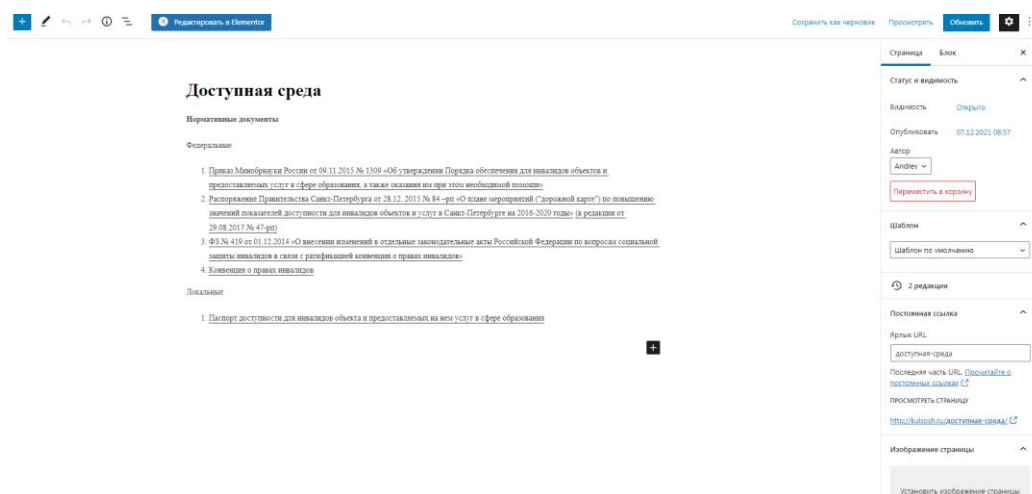 Редактировать в Elementor
Сохранить как черновик
Просмотреть
Обновить
Доступная среда
Нормативные документы
Федеральные
1. Приказ Минобрнауки России от 09.11.2015 № 1309 «Об утверждении Порядка обеспечения для инвалидов объектов и
предоставляемых услуг в сфере образования, а также оказания им при этом необходимой помощи»
2. Распоряжение Правительства Санкт-Петербурга от 28.12. 2015 № 84 –рп «О плане мероприятий ("дорожной карте") по повышению
значений показателей доступности для инвалидов объектов и услуг в Санкт-Петербурге на 2016-2020 годы» (в редакции от
29.08.2017 № 47-рп)
3. ФЗ № 419 от 01.12.2014 «О внесении изменений в отдельные законодательные акты Российской Федерации по вопросам социальной
защиты инвалидов в связи с ратификацией конвенции о правах инвалидов»
4. Конвенция о правах инвалидов
Локальные
1. Паспорт доступности для инвалидов объекта и предоставляемых на нем услуг в сфере образования
Страница Блок
Статус и видимость
Видимость Открыто
Опубликовать 07.12.2021 08:57
Автор
Andrey
Переместить в корзину
Шаблон
Шаблон по умолчанию
2 редакции
Постоянная ссылка
Ярлык URL
доступная-среда
Последняя часть URL. Прочитайте о
постоянных ссылках
ПРОСМОТРЕТЬ СТРАНИЦУ
http://kulsosh.ru/доступная-среда/
Изображение страницы
Установить изображение страницы